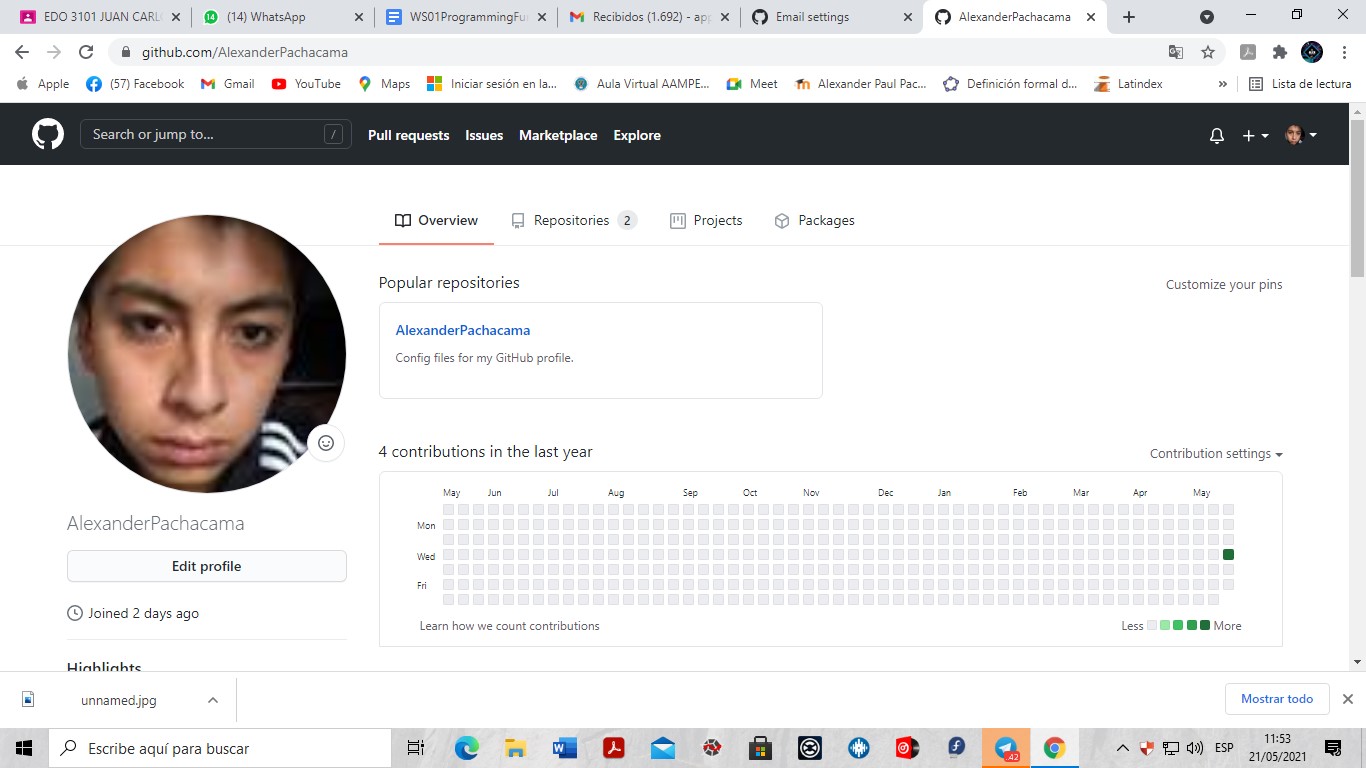 EDO 3101 JUAN CARL
(14) WhatsApp
WS01ProgrammingFu
Recibidos (1.692) - app
Email settings
AlexanderPachacama
github.com/AlexanderPachacama
Apple
(57) Facebook
Gmail
YouTube
Maps
Iniciar sesión en la...
Aula Virtual AAMPE...
Meet
Alexander Paul Pac...
Definición formal d...
Latindex
»
Lista de lectura
Search or jump to...
/
Pull requests
Issues
Marketplace
Explore
Overview
Repositories 2
Projects
Packages
Popular repositories
Customize your pins
AlexanderPachacama
Config files for my GitHub profile.
4 contributions in the last year
Contribution settings
May Jun Jul Aug Sep Oct Nov Dec Jan Feb Mar Apr May
Mon
Wed
Fri
Learn how we count contributions
Less
More
AlexanderPachacama
Edit profile
Joined 2 days ago
Highlights
unnamed.jpg
Mostrar todo
Escribe aquí para buscar
42
ESP
11:53
21/05/2021